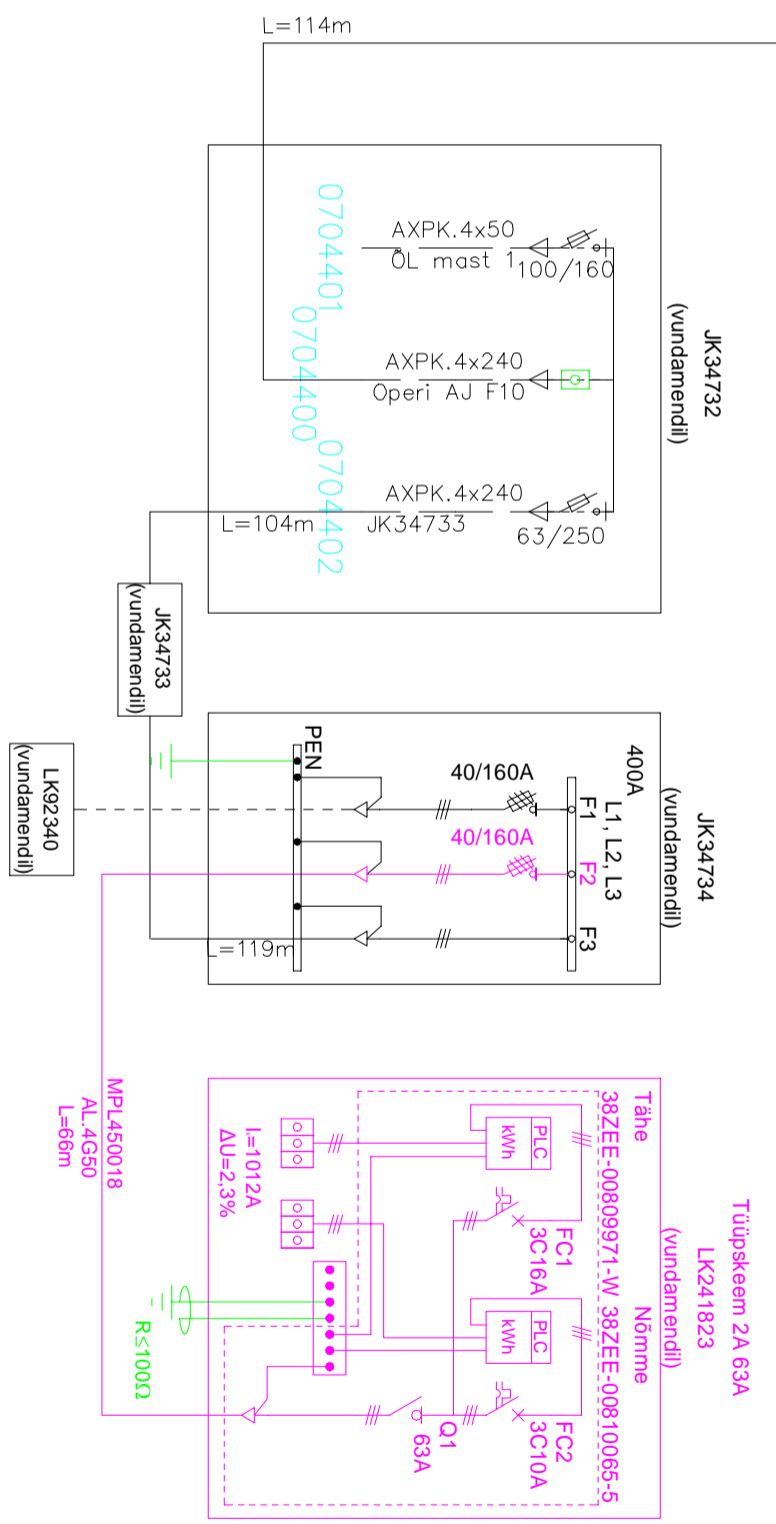 L=114m
JK34732
(vundamendil)
AXPK.4x50
ÕL mast 1
100/160
0704401
AXPK.4x240
Operi AJ F10
0704400
AXPK.4x240
JK34733
63/250
L=104m
0704402
JK34733
(vundamendil)
LK92340
(vundamendil)
JK34734
(vundamendil)
400A
L1, L2, L3
PEN
40/160A
F1
40/160A
F2
F3
L=119m
MPL450018
AL.4G50
L=66m
Tüüpskeem 2A 63A
LK241823
(vundamendil)
Tähe
38ZEE-00809971-W
Nõmme
38ZEE-00810065-5
PLC
kWh
FC1
3C16A
PLC
kWh
FC2
3C10A
Q1
63A
I.=1012A
ΔU=2,3%
R≤100Ω